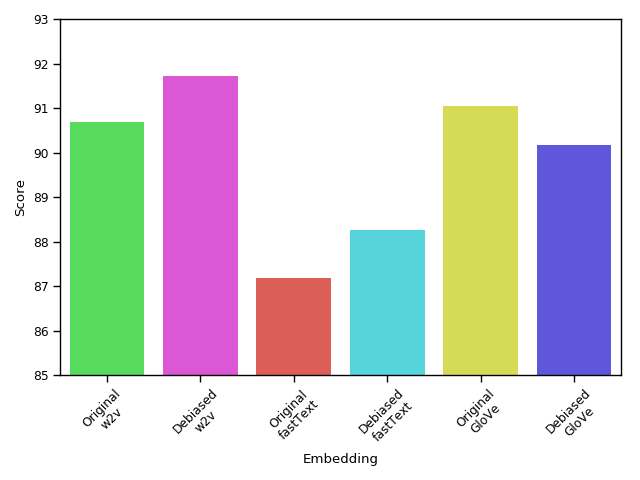 93
92
91
90
89
88
87
86
85
Score
Original
w2v
Debiased
w2v
Original
fastText
Debiased
fastText
Original
GloVe
Debiased
GloVe
Embedding